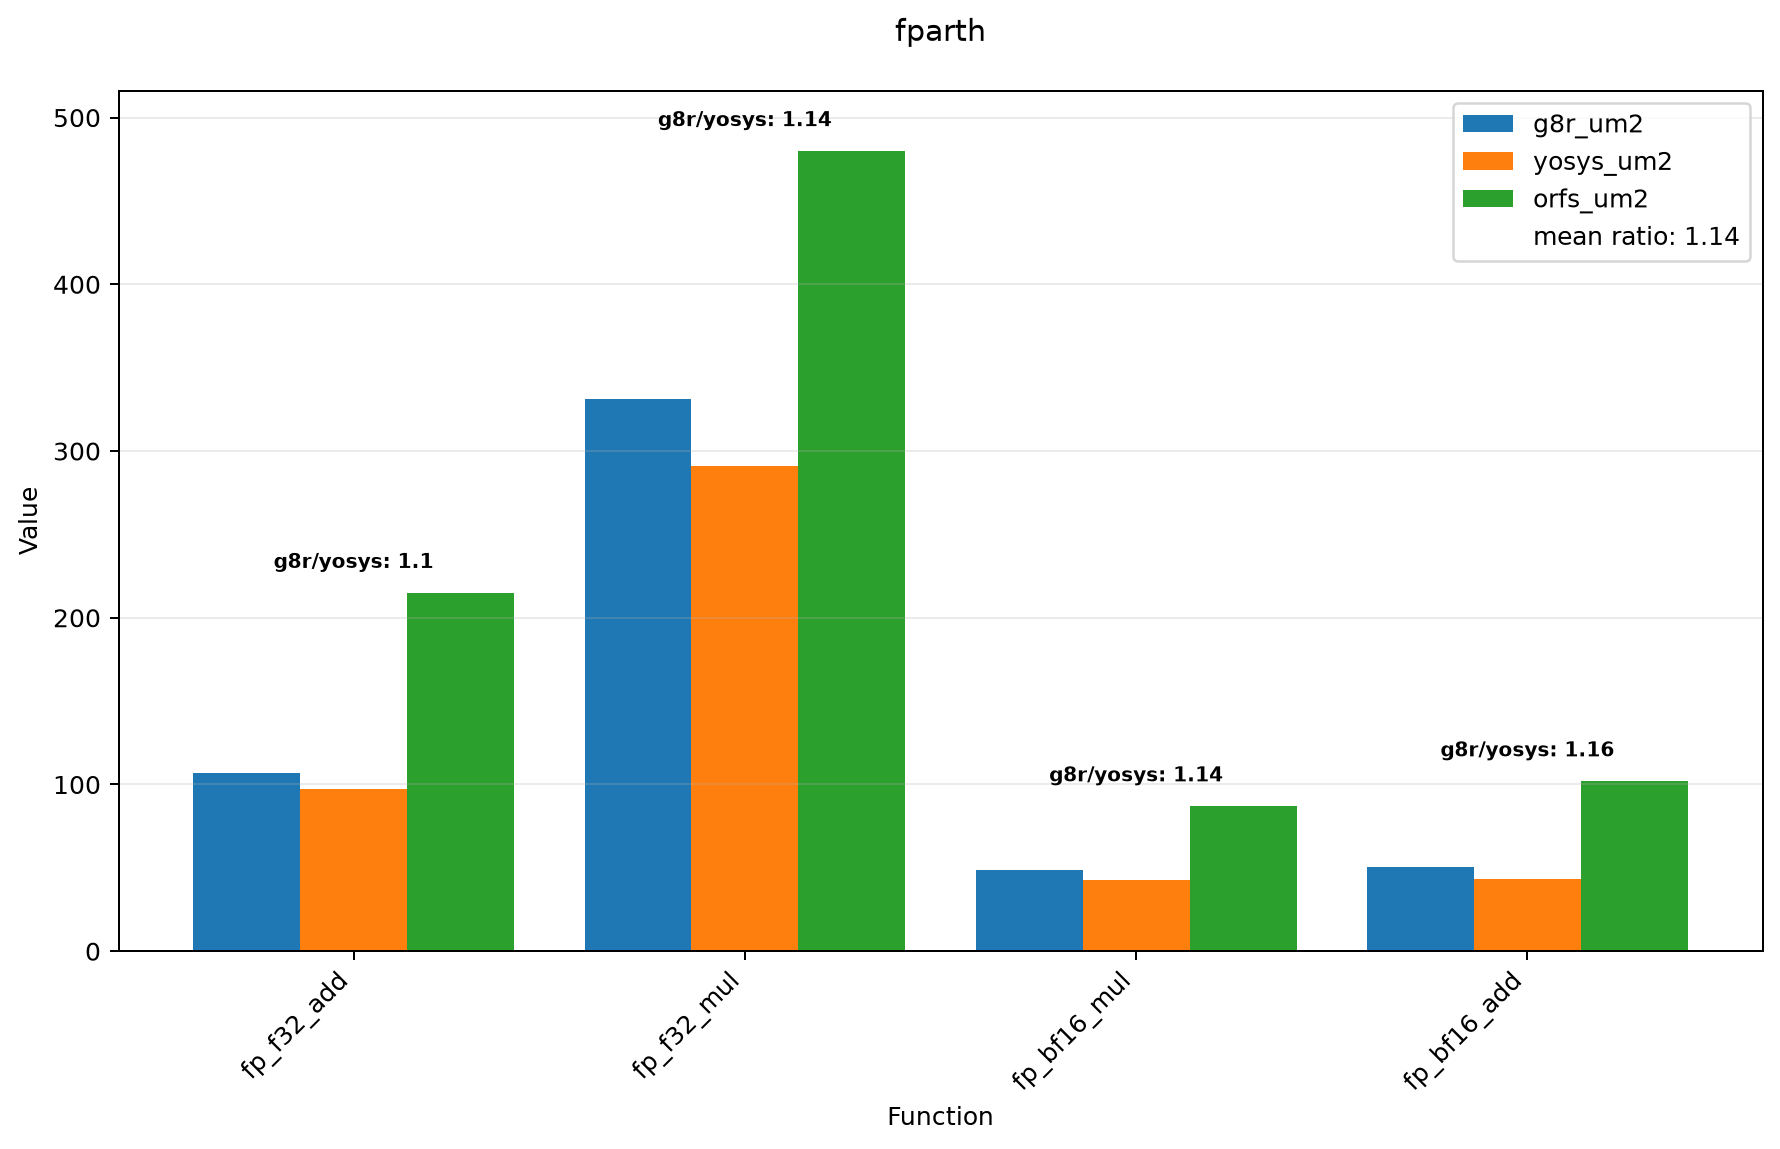 fparth
500
400
300
200
100
0
Value
g8r/yosys: 1.1
g8r/yosys: 1.14
g8r/yosys: 1.14
g8r/yosys: 1.16
g8r_um2
yosys_um2
orfs_um2
mean ratio: 1.14
fp_f32_add
fp_f32_mul
fp_bf16_mul
fp_bf16_add
Function